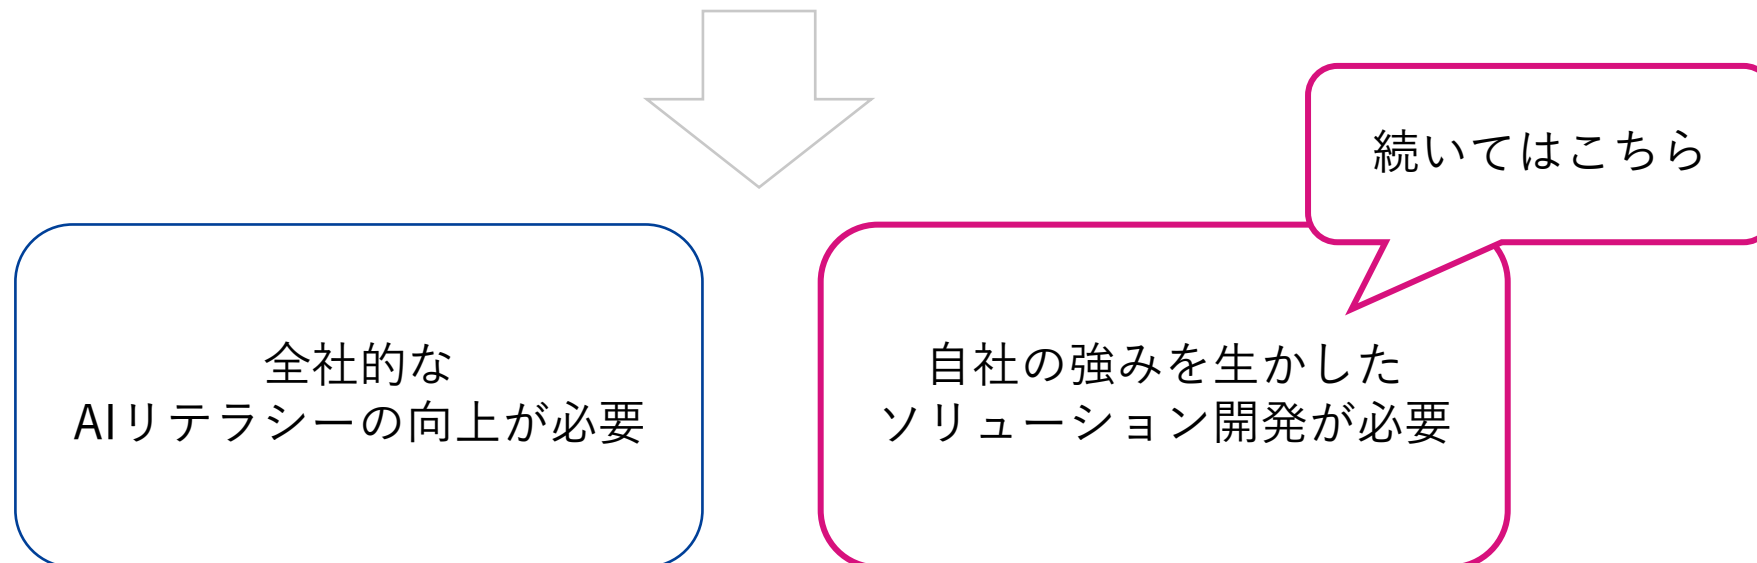 続いてはこちら
全社的な
AIリテラシーの向上が必要
自社の強みを生かした
ソリューション開発が必要